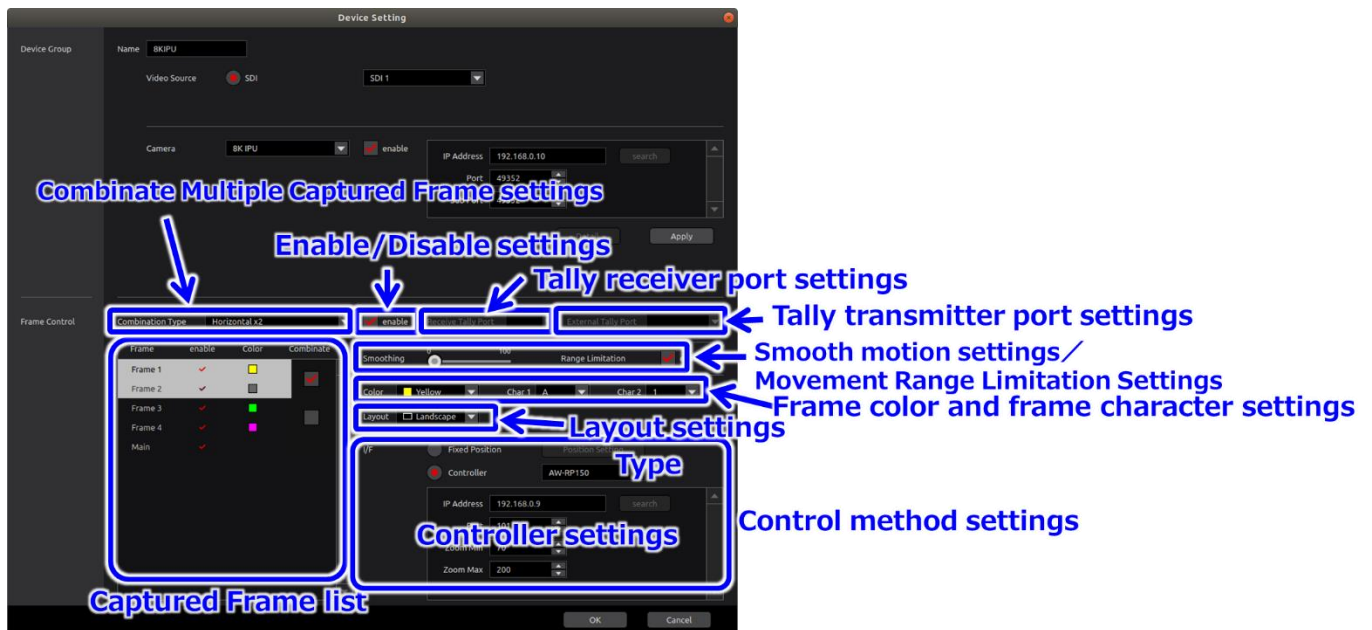 Device Setting
Device Group
Name 8KIPU
Video Source SDI SDI 1
Camera 8K IPU enable
IP Address 192.168.0.10 search
Port 49352
Combinate Multiple Captured Frame settings
Apply
Enable/Disable settings
Tally receiver port settings
Tally transmitter port settings
Frame Control
Combination Type Horizontal x2 enable Receive Tally Port External Tally Port
Frame enable Color Combinate
Frame 1
Frame 2
Frame 3
Frame 4
Main
Smoothing 0 100 Range Limitation
Smooth motion settings／
Movement Range Limitation Settings
Color Yellow Char 1 A Char 2 1
Frame color and frame character settings
Layout Landscape
Layout settings
I/F Fixed Position
Type
Controller AW-RP150
IP Address 192.168.0.9 search
Control method settings
Controller settings
Zoom Max 200
Captured Frame list
OK Cancel